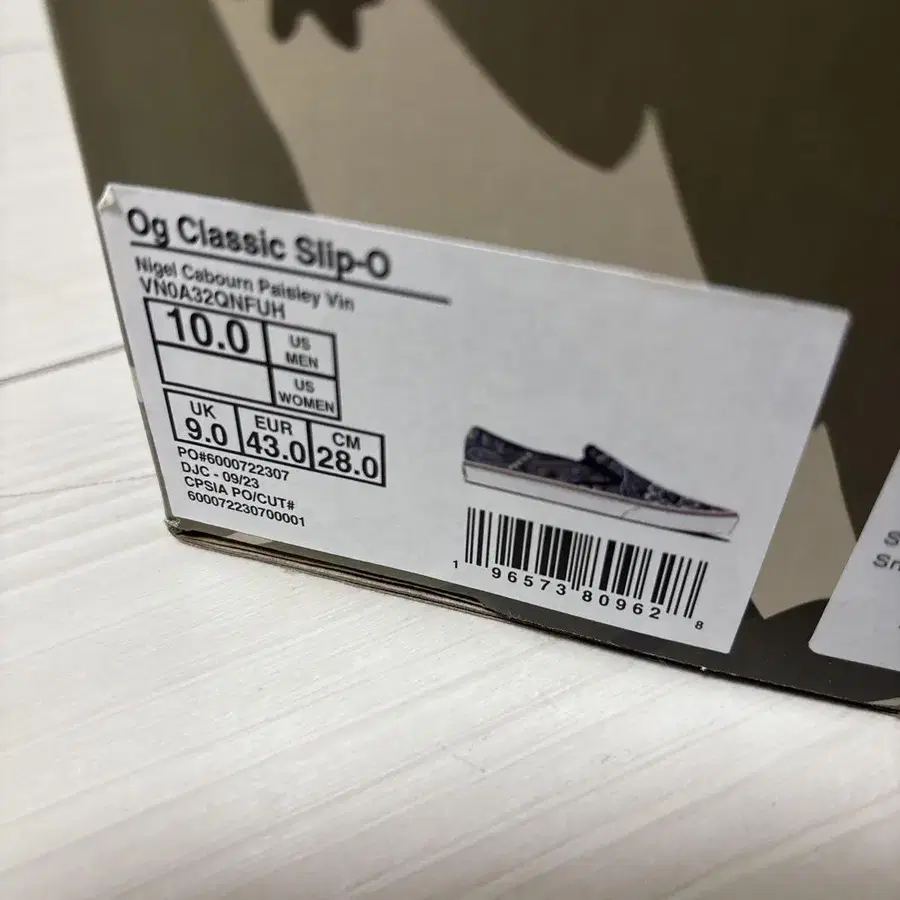 Og Classic Slip-O
Nigel Cabourn Paisley Vin
VN0A32QNFUH
10.0 US MEN
US WOMEN
UK 9.0 EUR 43.0 CM 28.0
PO#6000722307
DJC - 09/23
CPSIA PO/CUT#
600072230700001
1 96573 80962 8